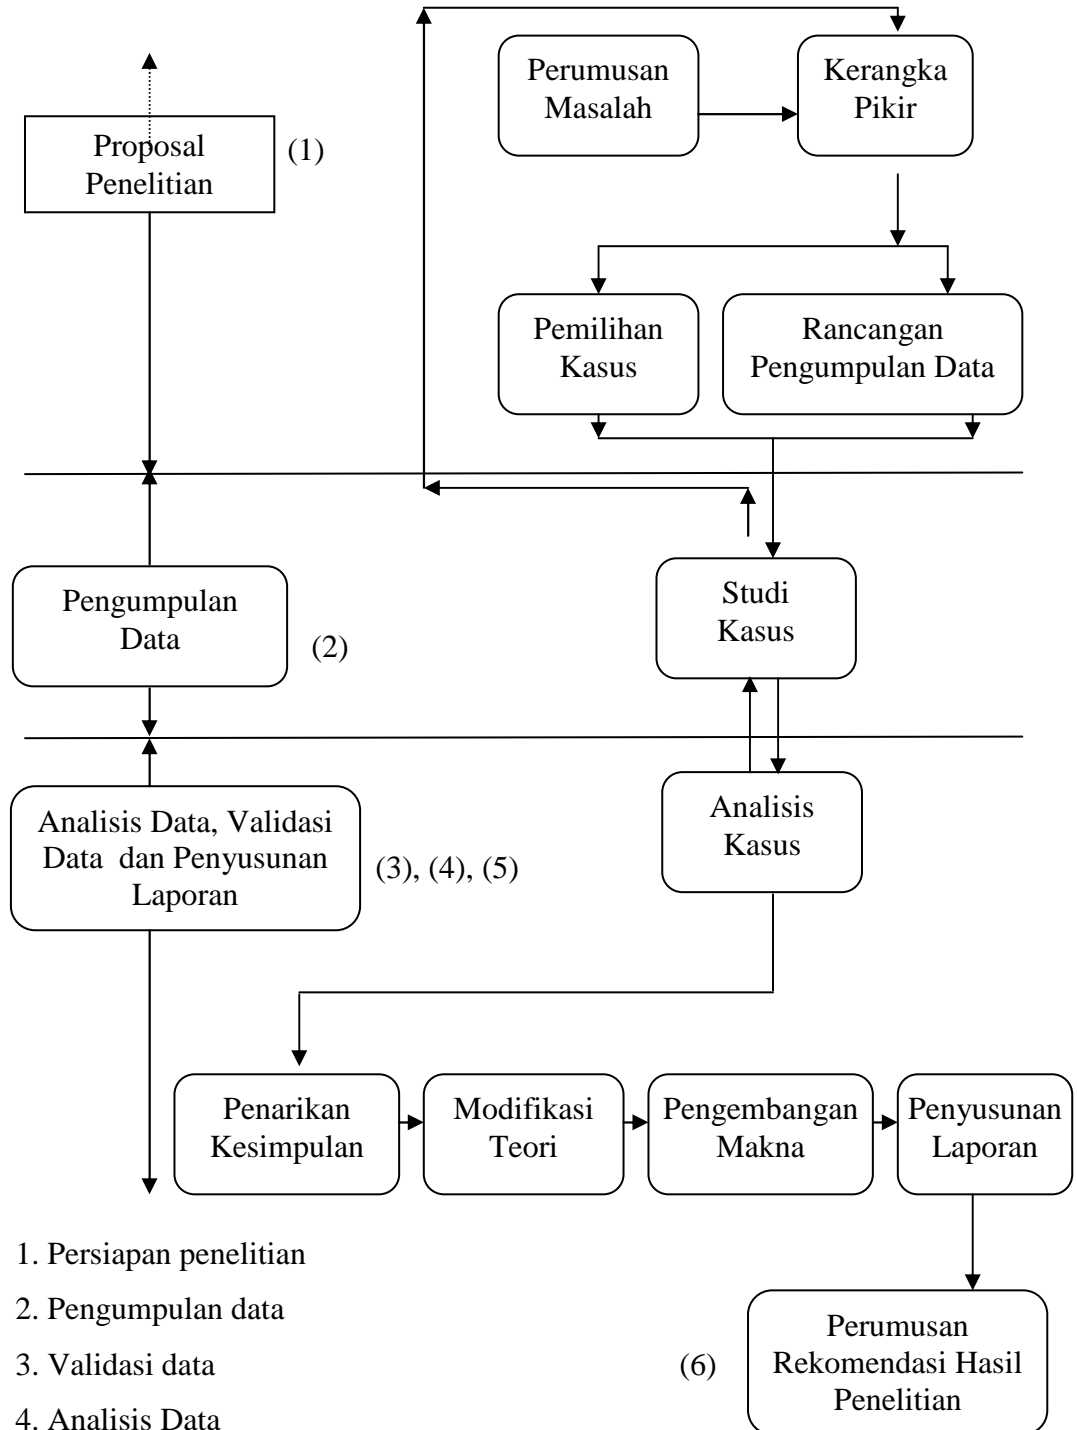 Perumusan
Masalah
Kerangka
Pikir
Proposal
Penelitian
(1)
Pemilihan
Kasus
Rancangan
Pengumpulan Data
Pengumpulan
Data
(2)
Studi
Kasus
Analisis Data, Validasi
Data dan Penyusunan
Laporan
(3), (4), (5)
Analisis
Kasus
Penarikan
Kesimpulan
Modifikasi
Teori
Pengembangan
Makna
Penyusunan
Laporan
1. Persiapan penelitian
2. Pengumpulan data
3. Validasi data
4. Analisis Data
(6)
Perumusan
Rekomendasi Hasil
Penelitian